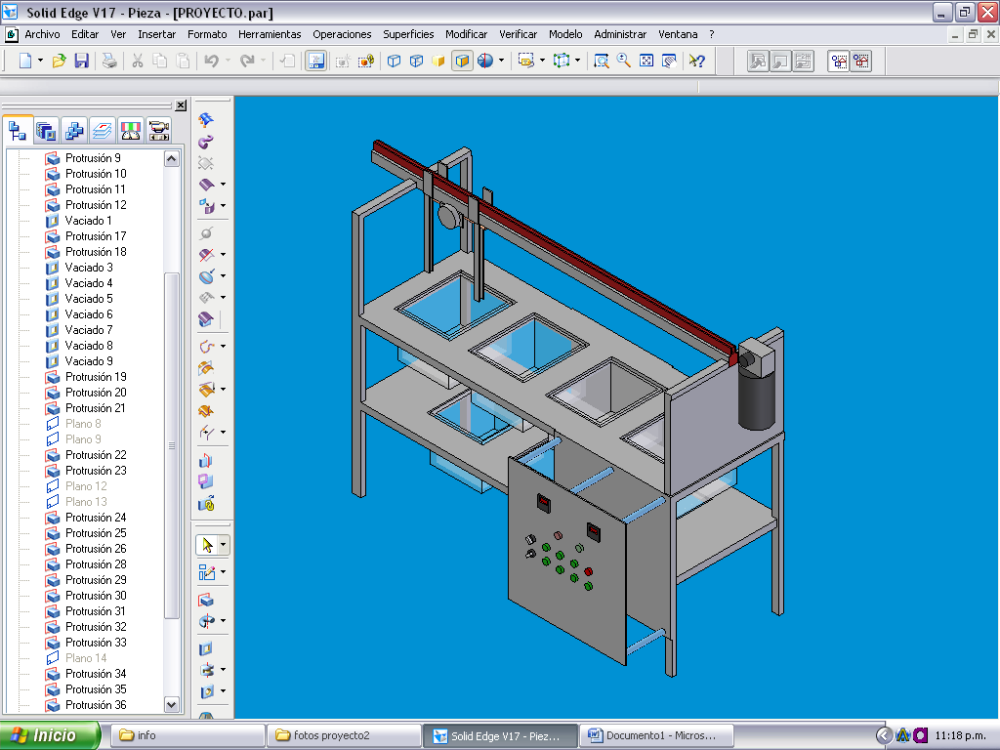 Solid Edge V17 - Pieza - [PROYECTO.par]
Archivo Editar Ver Insertar Formato Herramientas Operaciones Superficies Modificar Verificar Modelo Administrar Ventana ?
Protrusión 9
Protrusión 10
Protrusión 11
Protrusión 12
Vaciado 1
Protrusión 17
Protrusión 18
Vaciado 3
Vaciado 4
Vaciado 5
Vaciado 6
Vaciado 7
Vaciado 8
Vaciado 9
Protrusión 19
Protrusión 20
Protrusión 21
Plano 8
Plano 9
Protrusión 22
Protrusión 23
Plano 12
Plano 13
Protrusión 24
Protrusión 25
Protrusión 26
Protrusión 28
Protrusión 29
Protrusión 30
Protrusión 31
Protrusión 32
Protrusión 33
Plano 14
Protrusión 34
Protrusión 35
Protrusión 36
Inicio info fotos proyecto2 Solid Edge V17 - Piez... Documento1 - Micros... 11:18 p.m.